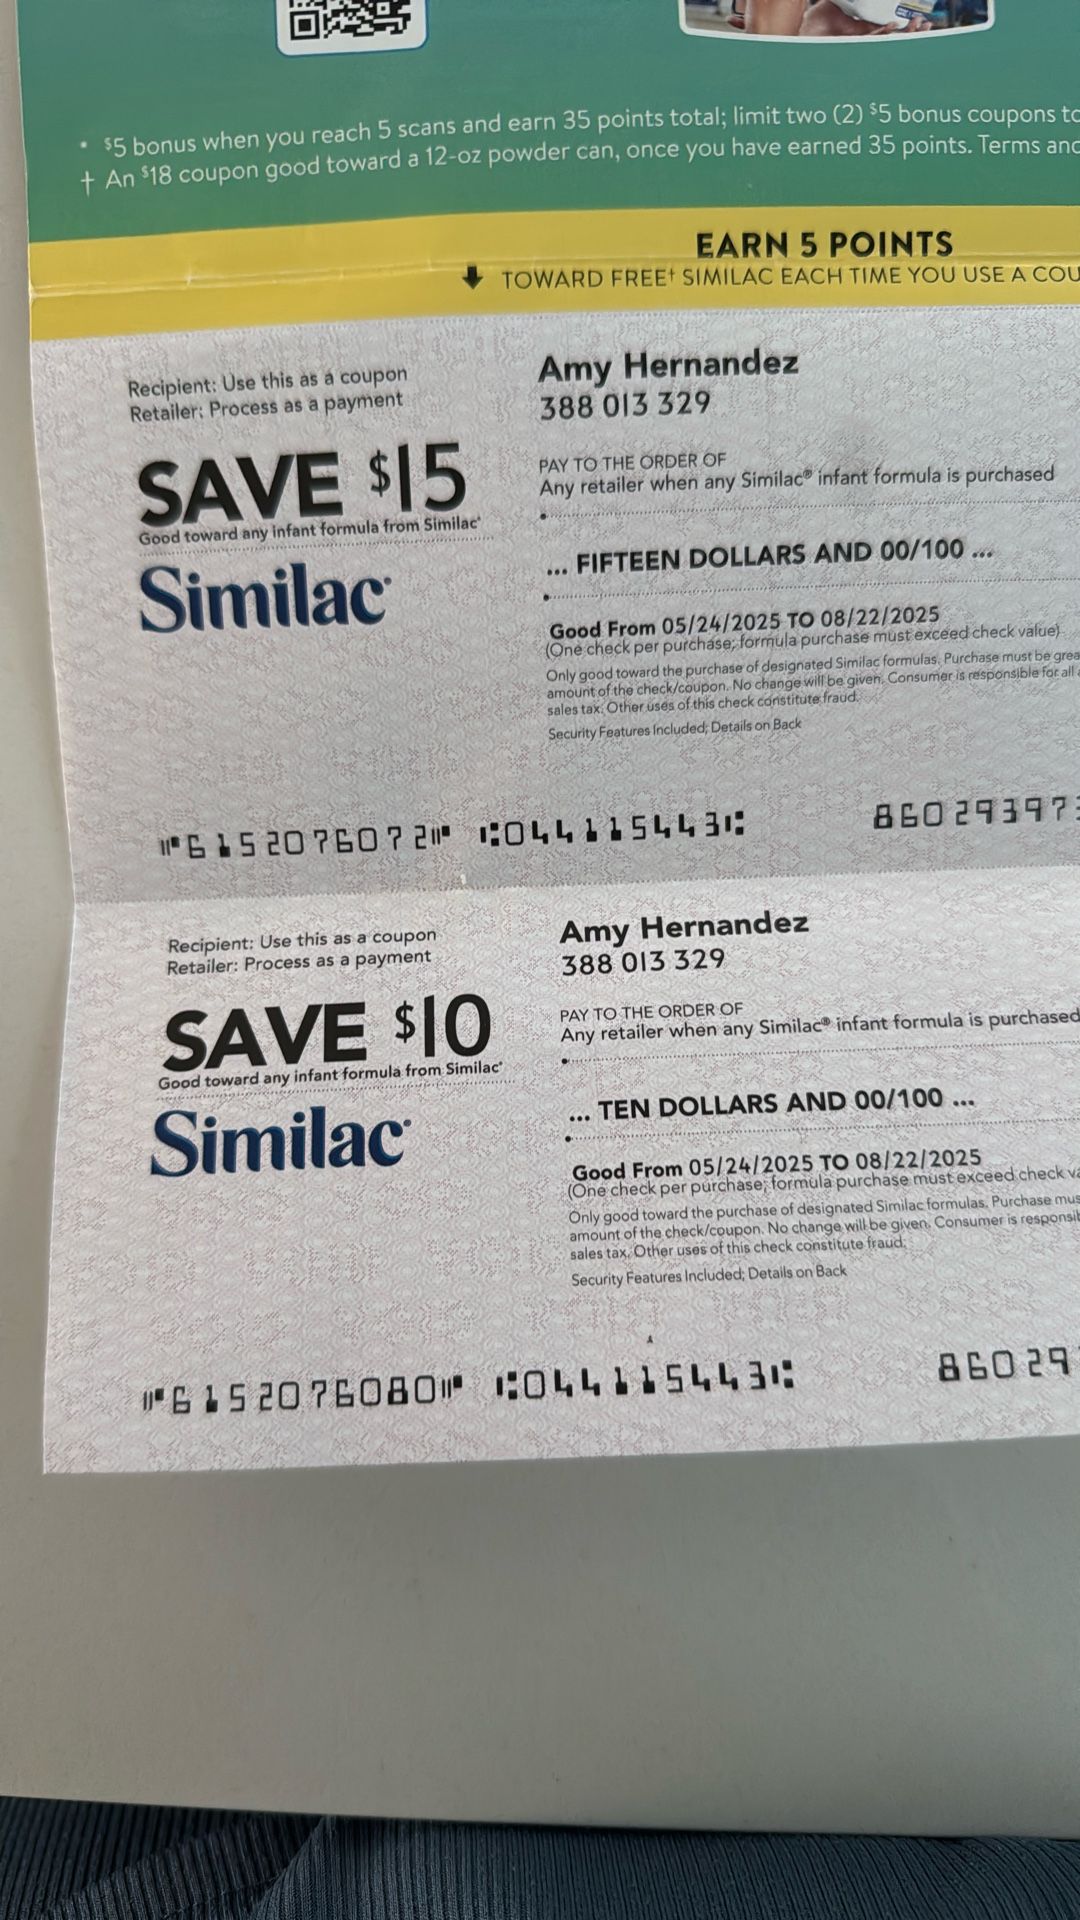 * $5 bonus when you reach 5 scans and earn 35 points total; limit two (2) $5 bonus coupons
† An $18 coupon good toward a 12-oz powder can, once you have earned 35 points. Terms
EARN 5 POINTS
TOWARD FREE† SIMILAC EACH TIME YOU USE A
Recipient: Use this as a coupon
Retailer: Process as a payment
SAVE $15
Good toward any infant formula from Similac*
Similac®
Amy Hernandez
388 013 329
PAY TO THE ORDER OF
Any retailer when any Similac® infant formula is purchased
... FIFTEEN DOLLARS AND 00/100 ...
Good From 05/24/2025 TO 08/22/2025
(One check per purchase; formula purchase must exceed check value)
Only good toward the purchase of designated Similac formulas. Purchase must be
amount of the check/coupon. No change will be given. Consumer is responsible for all
sales tax. Other uses of this check constitute fraud.
Security Features Included; Details on Back
⑈6152076072⑈ ⑆044115443⑆ 86029397
Recipient: Use this as a coupon
Retailer: Process as a payment
SAVE $10
Good toward any infant formula from Similac*
Similac®
Amy Hernandez
388 013 329
PAY TO THE ORDER OF
Any retailer when any Similac® infant formula is purchased
... TEN DOLLARS AND 00/100 ...
Good From 05/24/2025 TO 08/22/2025
(One check per purchase; formula purchase must exceed check
Only good toward the purchase of designated Similac formulas. Purchase
amount of the check/coupon. No change will be given. Consumer is
sales tax. Other uses of this check constitute fraud.
Security Features Included; Details on Back
⑈6152076080⑈ ⑆044115443⑆ 86029